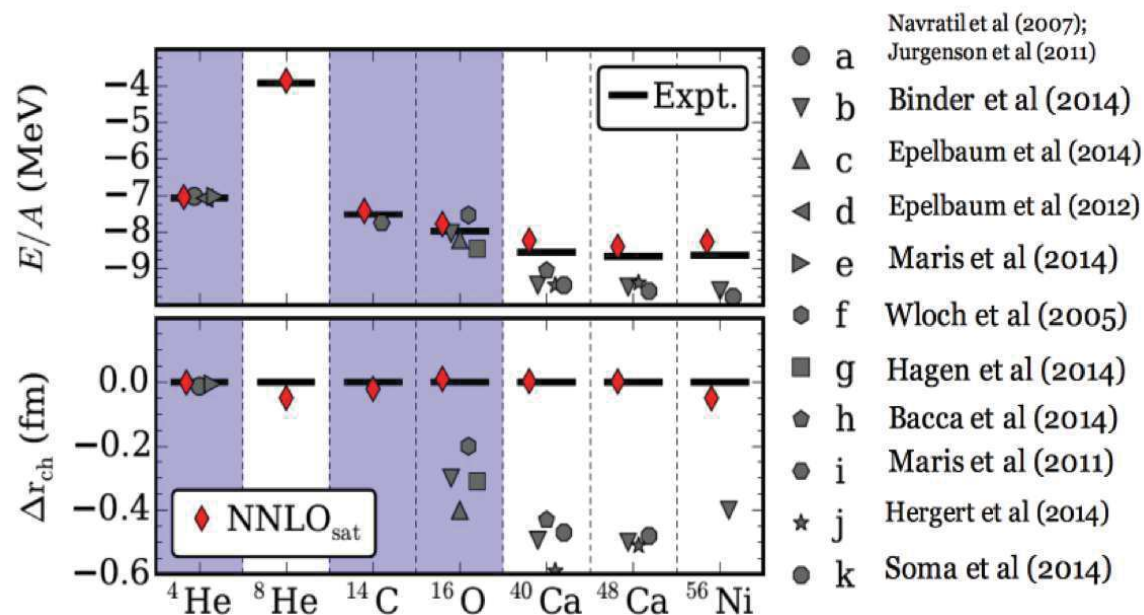 E/A (MeV)
−4
−5
−6
−7
−8
−9
Expt.
Δr_ch (fm)
0.0
−0.2
−0.4
−0.6
NNLO_sat
⁴He ⁸He ¹⁴C ¹⁶O ⁴⁰Ca ⁴⁸Ca ⁵⁶Ni
Navratil et al (2007);
a Jurgenson et al (2011)
b Binder et al (2014)
c Epelbaum et al (2014)
d Epelbaum et al (2012)
e Maris et al (2014)
f Wloch et al (2005)
g Hagen et al (2014)
h Bacca et al (2014)
i Maris et al (2011)
j Hergert et al (2014)
k Soma et al (2014)